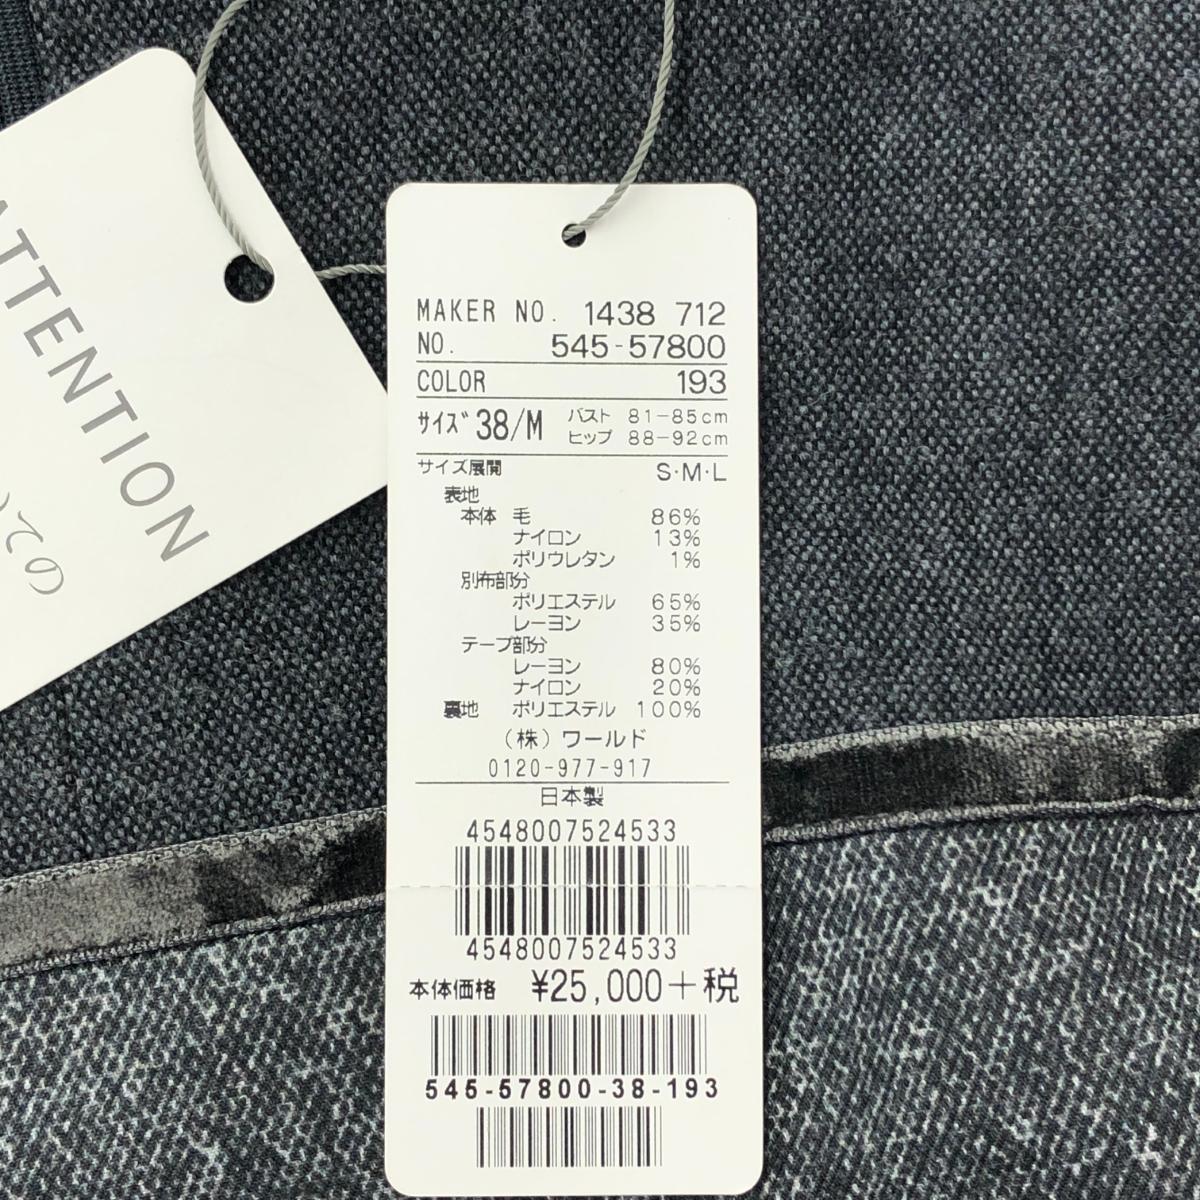 ATTENTION
ての
MAKER NO. 1438 712
NO. 545-57800
COLOR 193
サイズ 38/M バスト 81-85cm
ヒップ 88-92cm
サイズ展開 S・M・L
表地
本体 毛 86%
ナイロン 13%
ポリウレタン 1%
別布部分
ポリエステル 65%
レーヨン 35%
テープ部分
レーヨン 80%
ナイロン 20%
裏地 ポリエステル 100%
(株)ワールド
0120-977-917
日本製
4548007524533
4548007524533
本体価格 ¥25,000+税
545-57800-38-193